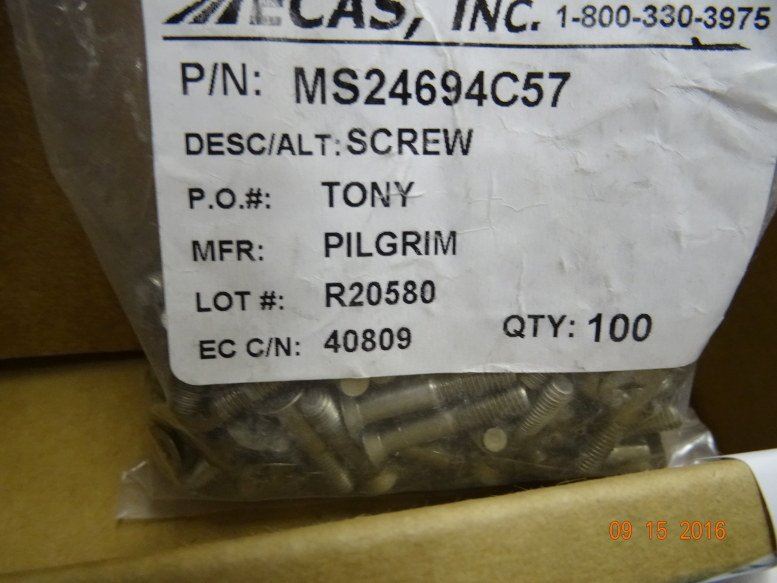 MECAS, INC. 1-800-330-3975
P/N: MS24694C57
DESC/ALT: SCREW
P.O.#: TONY
MFR: PILGRIM
LOT #: R20580
EC C/N: 40809 QTY: 100
09 15 2016